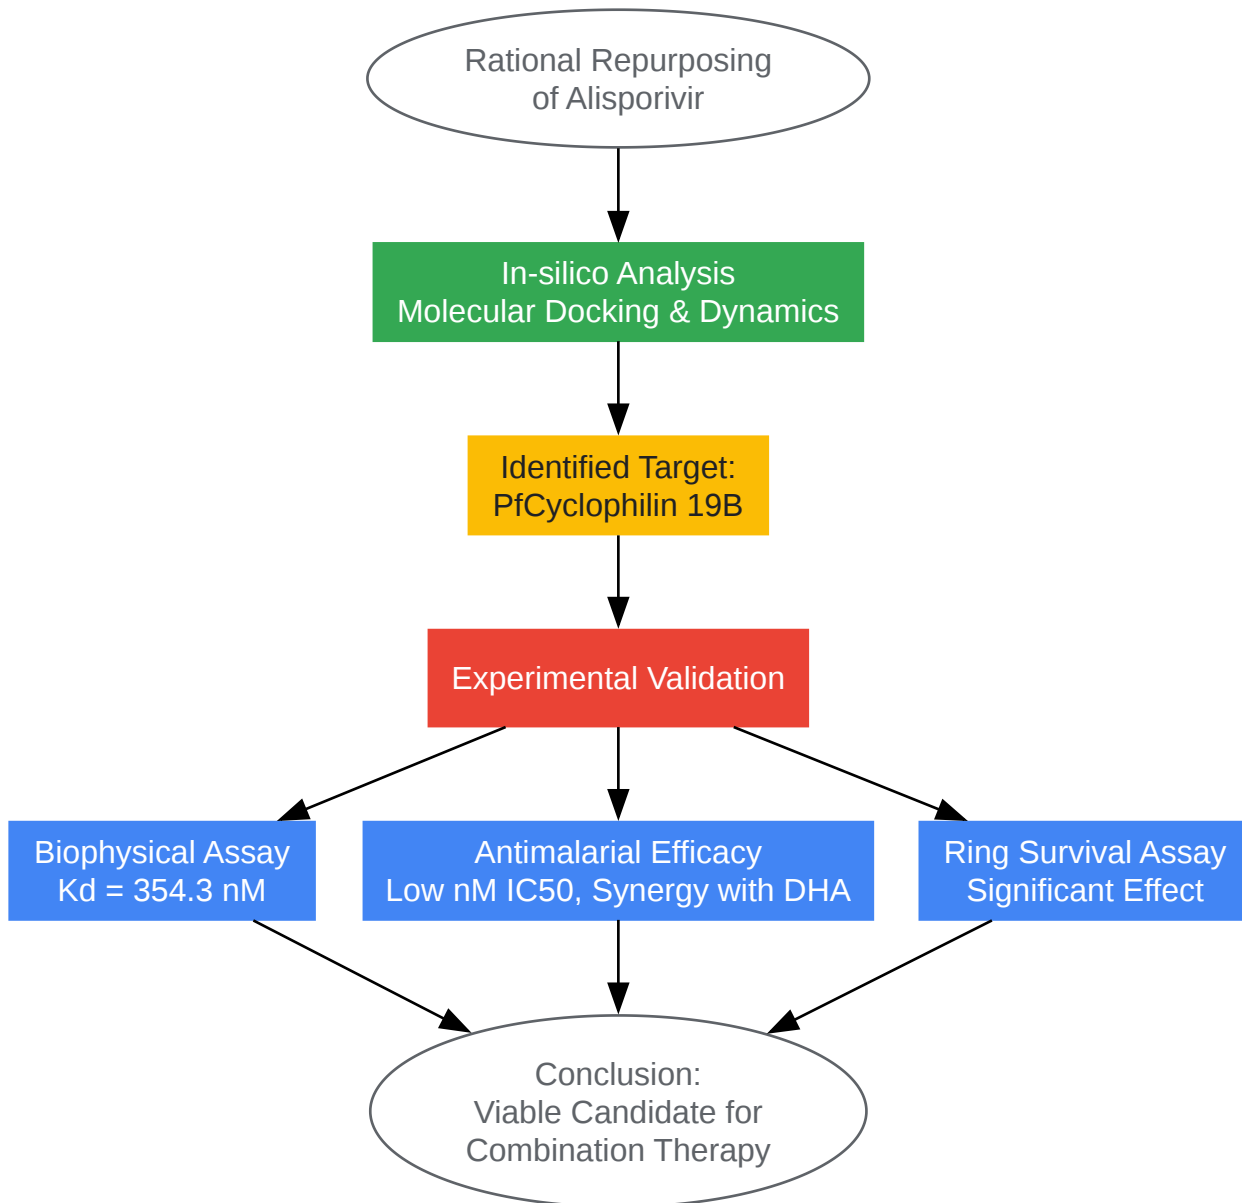 Rational Repurposing
of Alisporivir
In-silico Analysis
Molecular Docking & Dynamics
Identified Target:
PfCyclophilin 19B
Experimental Validation
Biophysical Assay
Kd = 354.3 nM
Antimalarial Efficacy
Low nM IC50, Synergy with DHA
Ring Survival Assay
Significant Effect
Conclusion:
Viable Candidate for
Combination Therapy